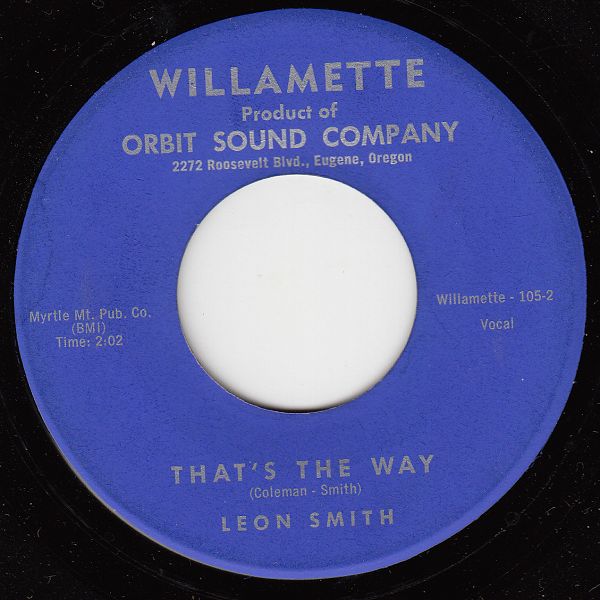 WILLAMETTE
Product of
ORBIT SOUND COMPANY
2272 Roosevelt Blvd., Eugene, Oregon
Myrtle Mt. Pub. Co.
(BMI)
Time: 2:02
Willamette - 105-2
Vocal
THAT'S THE WAY
(Coleman - Smith)
LEON SMITH